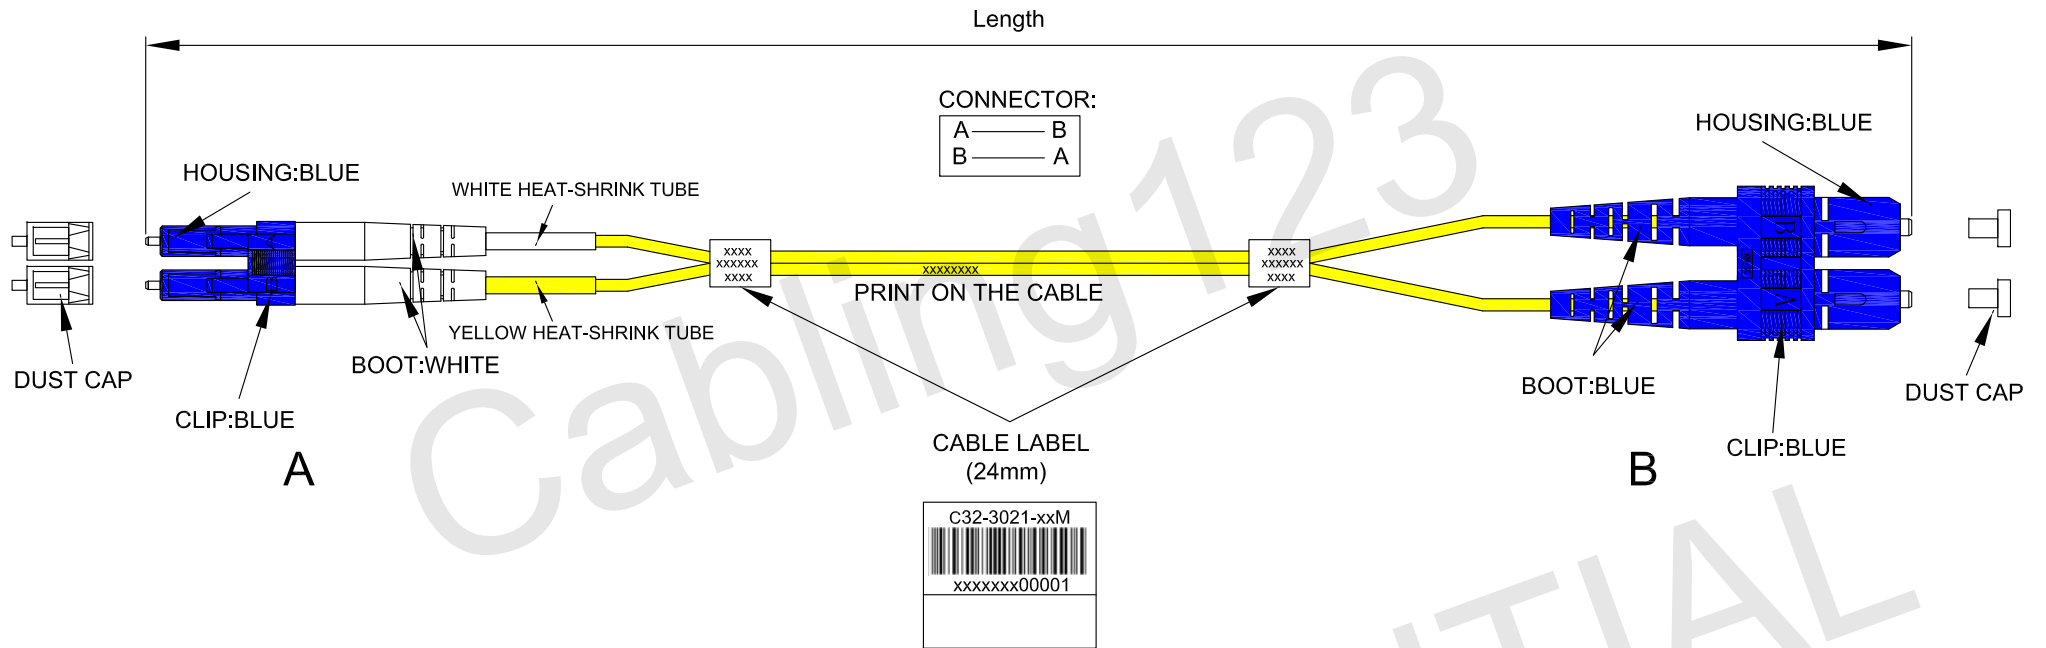 Length
CONNECTOR:
A B
B A
HOUSING:BLUE
HOUSING:BLUE
WHITE HEAT-SHRINK TUBE
A
B
B
A
xxxx
xxxxxx
xxxx
xxxxxxxx
PRINT ON THE CABLE
xxxx
xxxxxx
xxxx
YELLOW HEAT-SHRINK TUBE
BOOT:WHITE
DUST CAP
CLIP:BLUE
A
BOOT:BLUE
DUST CAP
CLIP:BLUE
B
CABLE LABEL
(24mm)
C32-3021-xxM
xxxxxxx00001
Cabling123
NTIAL